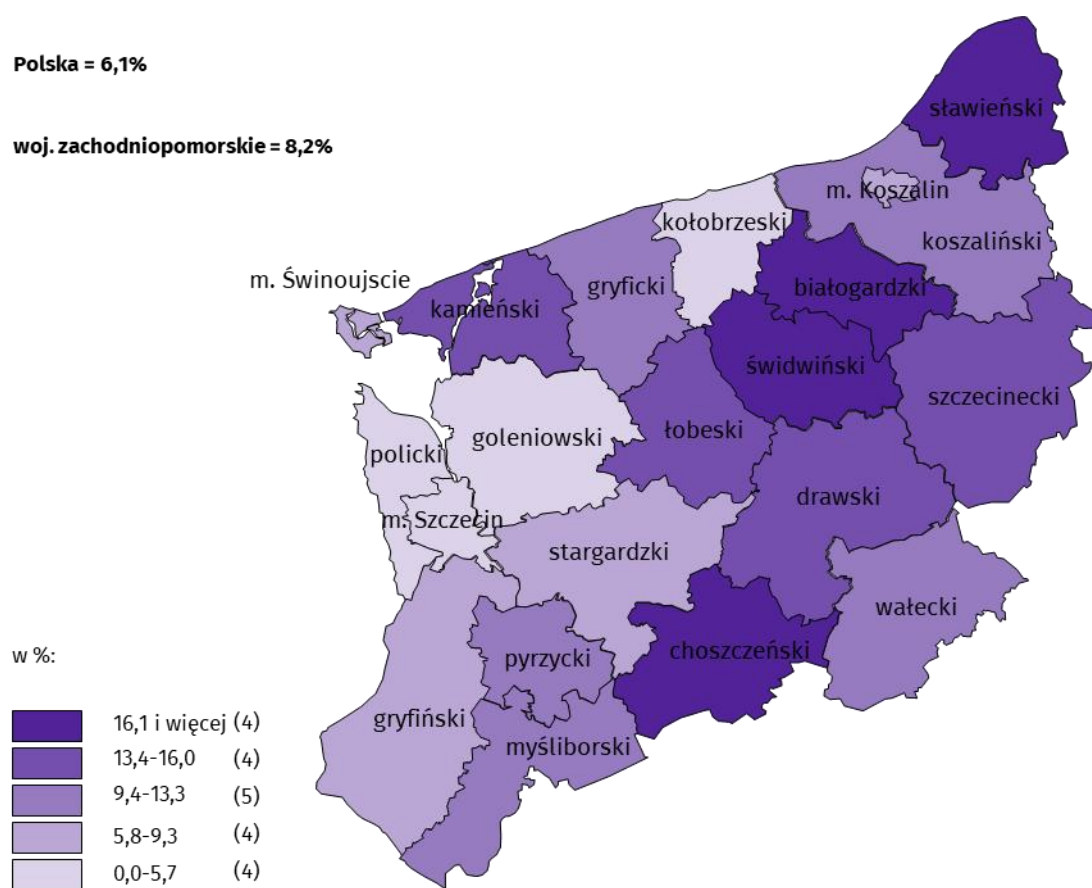 Polska = 6,1%
woj. zachodniopomorskie = 8,2%
sławieński
m. Koszalin
kołobrzeski
koszaliński
m. Świnoujscie
gryficki
białogardzki
kamieński
świdwiński
szczecinecki
łobeski
goleniowski
policki
drawski
m. Szczecin
stargardzki
wałecki
choszczeński
pyrzycki
gryfiński
myśliborski
w %:
16,1 i więcej (4)
13,4-16,0 (4)
9,4-13,3 (5)
5,8-9,3 (4)
0,0-5,7 (4)